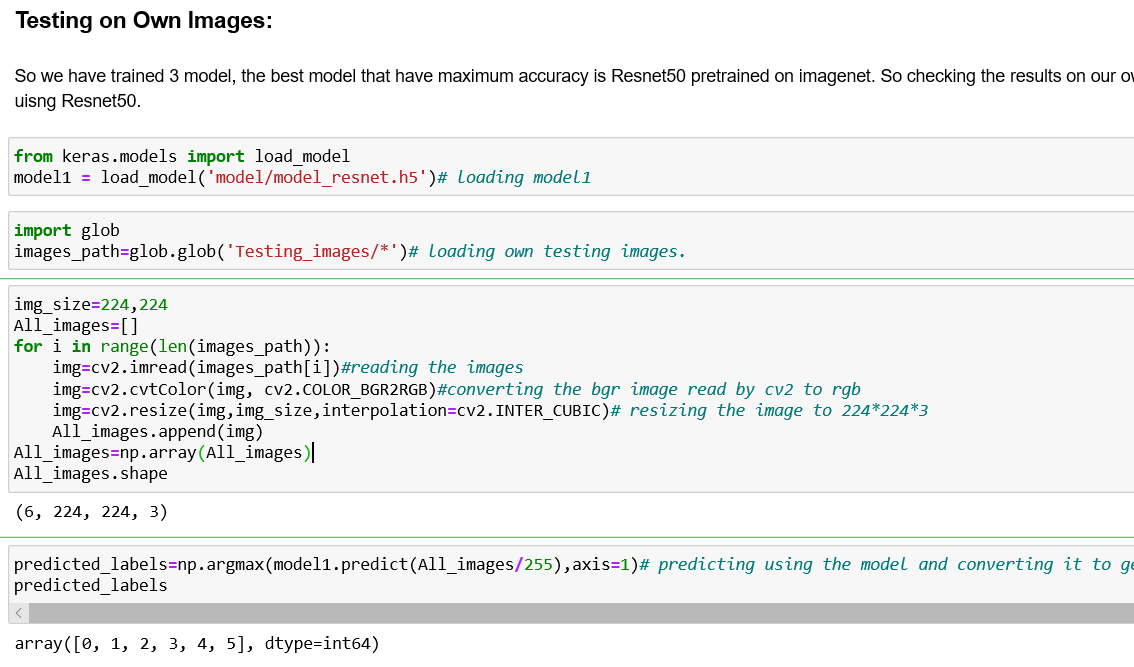 Testing on Own Images:
So we have trained 3 model, the best model that have maximum accuracy is Resnet50 pretrained on imagenet. So checking the results on our
uisng Resnet50.
from keras.models import load_model
model1 = load_model('model/model_resnet.h5')# loading model1
import glob
images_path=glob.glob('Testing_images/*')# loading own testing images.
img_size=224,224
All_images=[]
for i in range(len(images_path)):
    img=cv2.imread(images_path[i])#reading the images
    img=cv2.cvtColor(img, cv2.COLOR_BGR2RGB)#converting the bgr image read by cv2 to rgb
    img=cv2.resize(img,img_size,interpolation=cv2.INTER_CUBIC)# resizing the image to 224*224*3
    All_images.append(img)
All_images=np.array(All_images)
All_images.shape
(6, 224, 224, 3)
predicted_labels=np.argmax(model1.predict(All_images/255),axis=1)# predicting using the model and converting it to
predicted_labels
array([0, 1, 2, 3, 4, 5], dtype=int64)